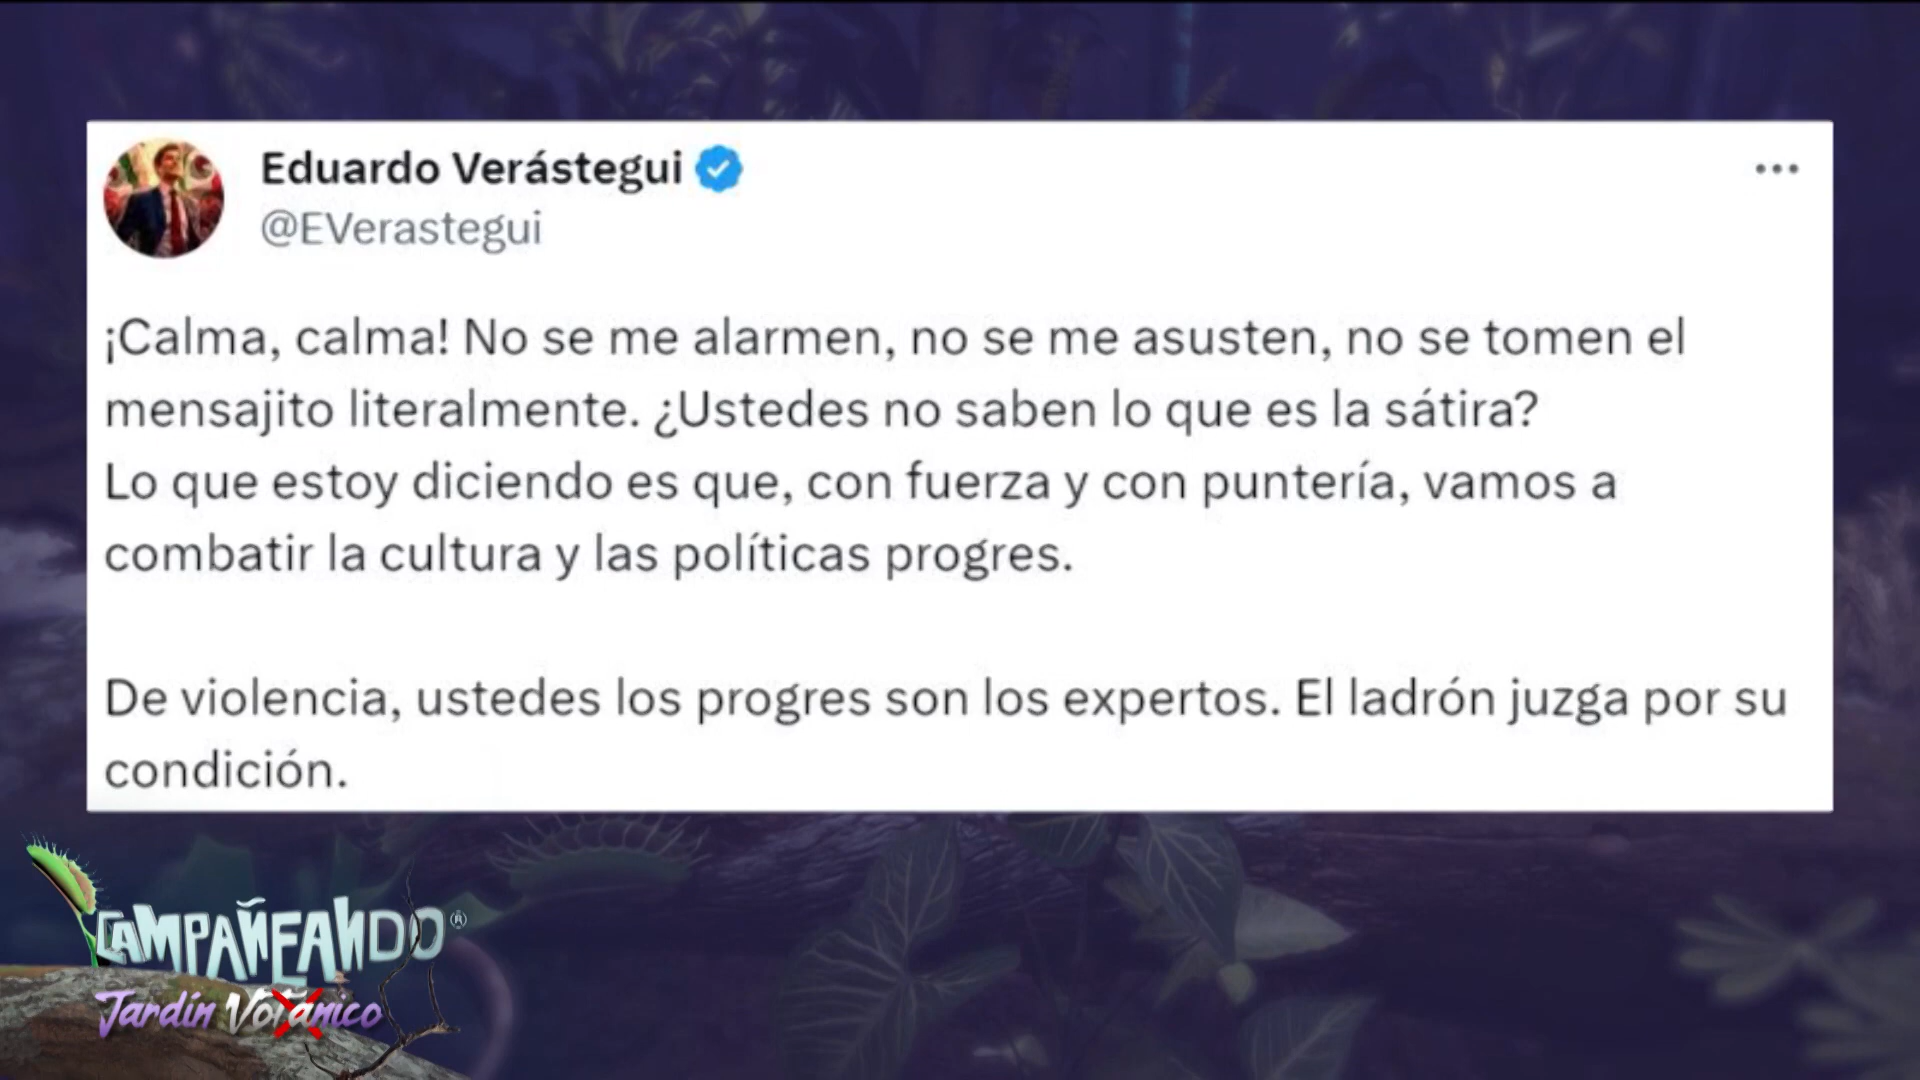 Eduardo Verástegui
@EVerastegui
¡Calma, calma! No se me alarmen, no se me asusten, no se tomen el
mensajito literalmente. ¿Ustedes no saben lo que es la sátira?
Lo que estoy diciendo es que, con fuerza y con puntería, vamos a
combatir la cultura y las políticas progres.
De violencia, ustedes los progres son los expertos. El ladrón juzga por su
condición.
CAMPAÑEANDO®
Jardín Votánico